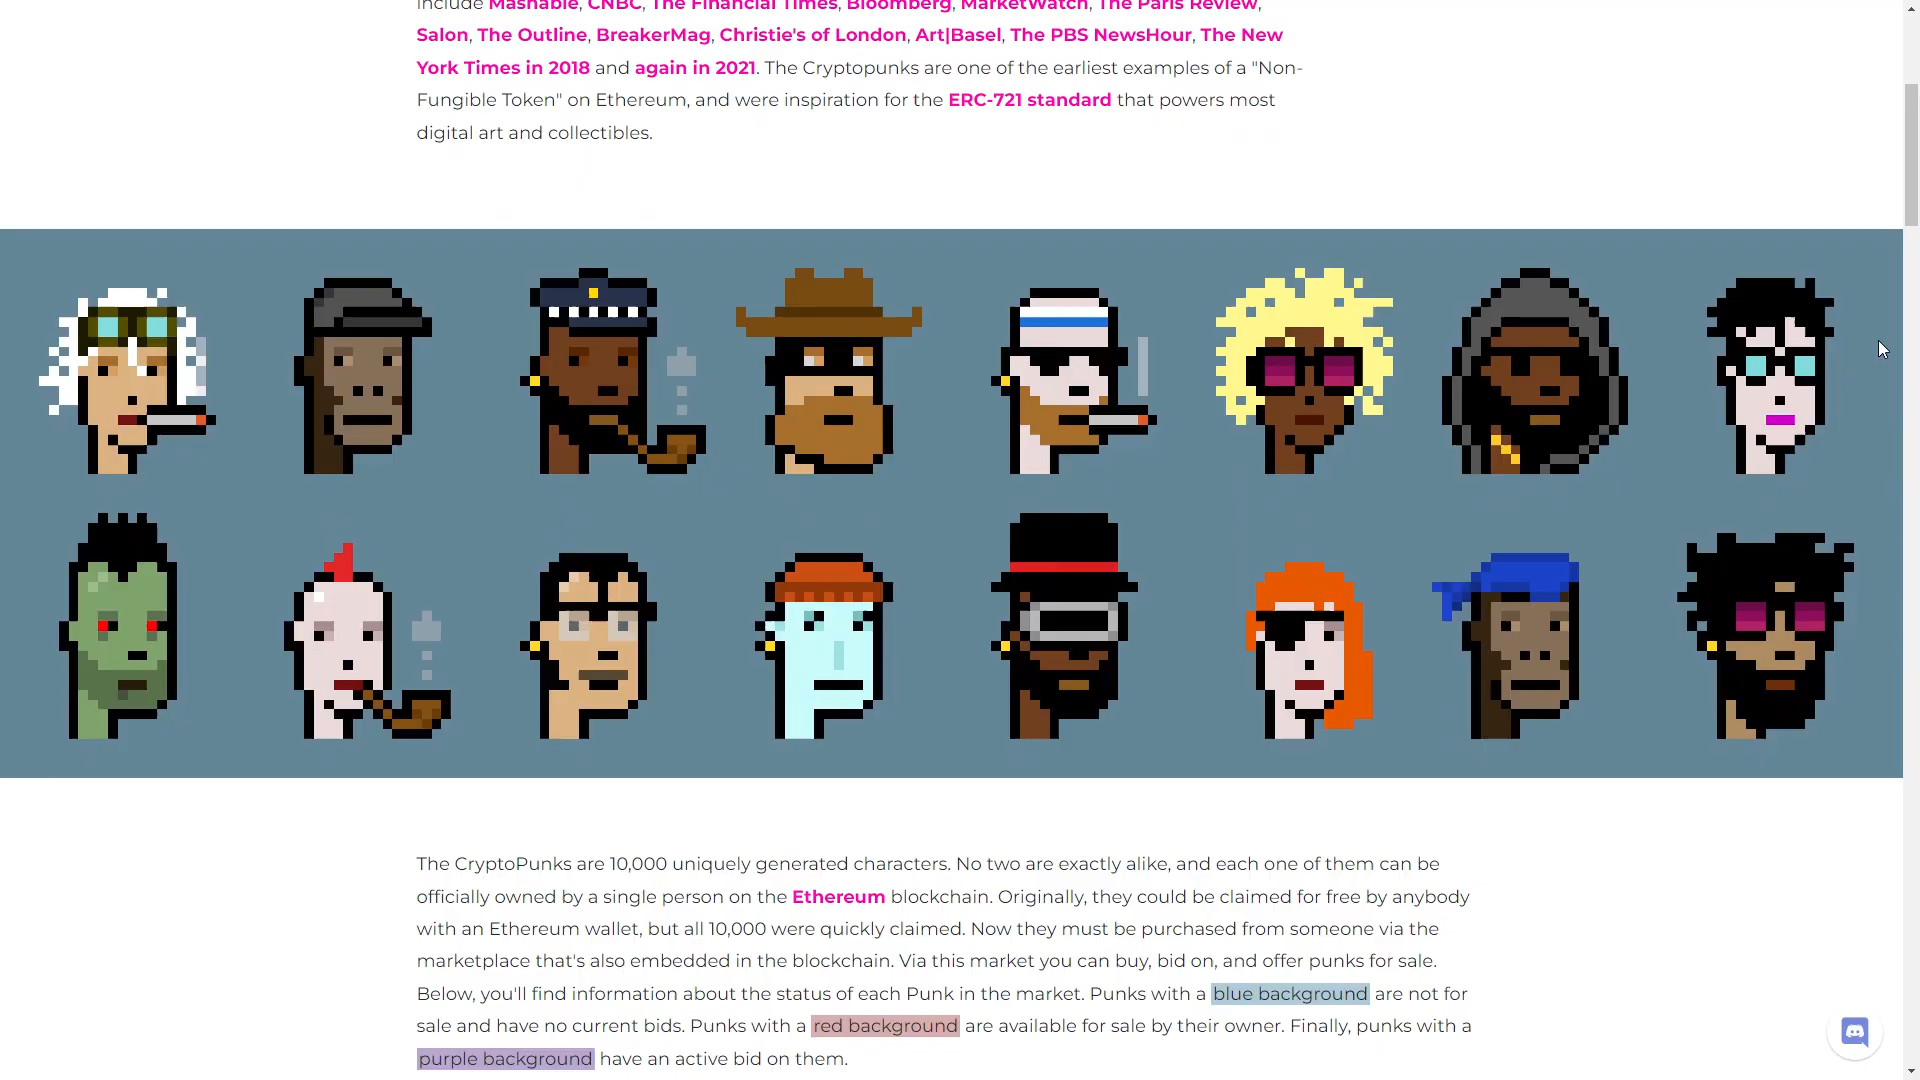 include Mashable, CNBC, The Financial Times, Bloomberg, MarketWatch, The Paris Review,
Salon, The Outline, BreakerMag, Christie's of London, Art|Basel, The PBS NewsHour, The New
York Times in 2018 and again in 2021. The Cryptopunks are one of the earliest examples of a "Non-
Fungible Token" on Ethereum, and were inspiration for the ERC-721 standard that powers most
digital art and collectibles.
The CryptoPunks are 10,000 uniquely generated characters. No two are exactly alike, and each one of them can be
officially owned by a single person on the Ethereum blockchain. Originally, they could be claimed for free by anybody
with an Ethereum wallet, but all 10,000 were quickly claimed. Now they must be purchased from someone via the
marketplace that's also embedded in the blockchain. Via this market you can buy, bid on, and offer punks for sale.
Below, you'll find information about the status of each Punk in the market. Punks with a blue background are not for
sale and have no current bids. Punks with a red background are available for sale by their owner. Finally, punks with a
purple background have an active bid on them.